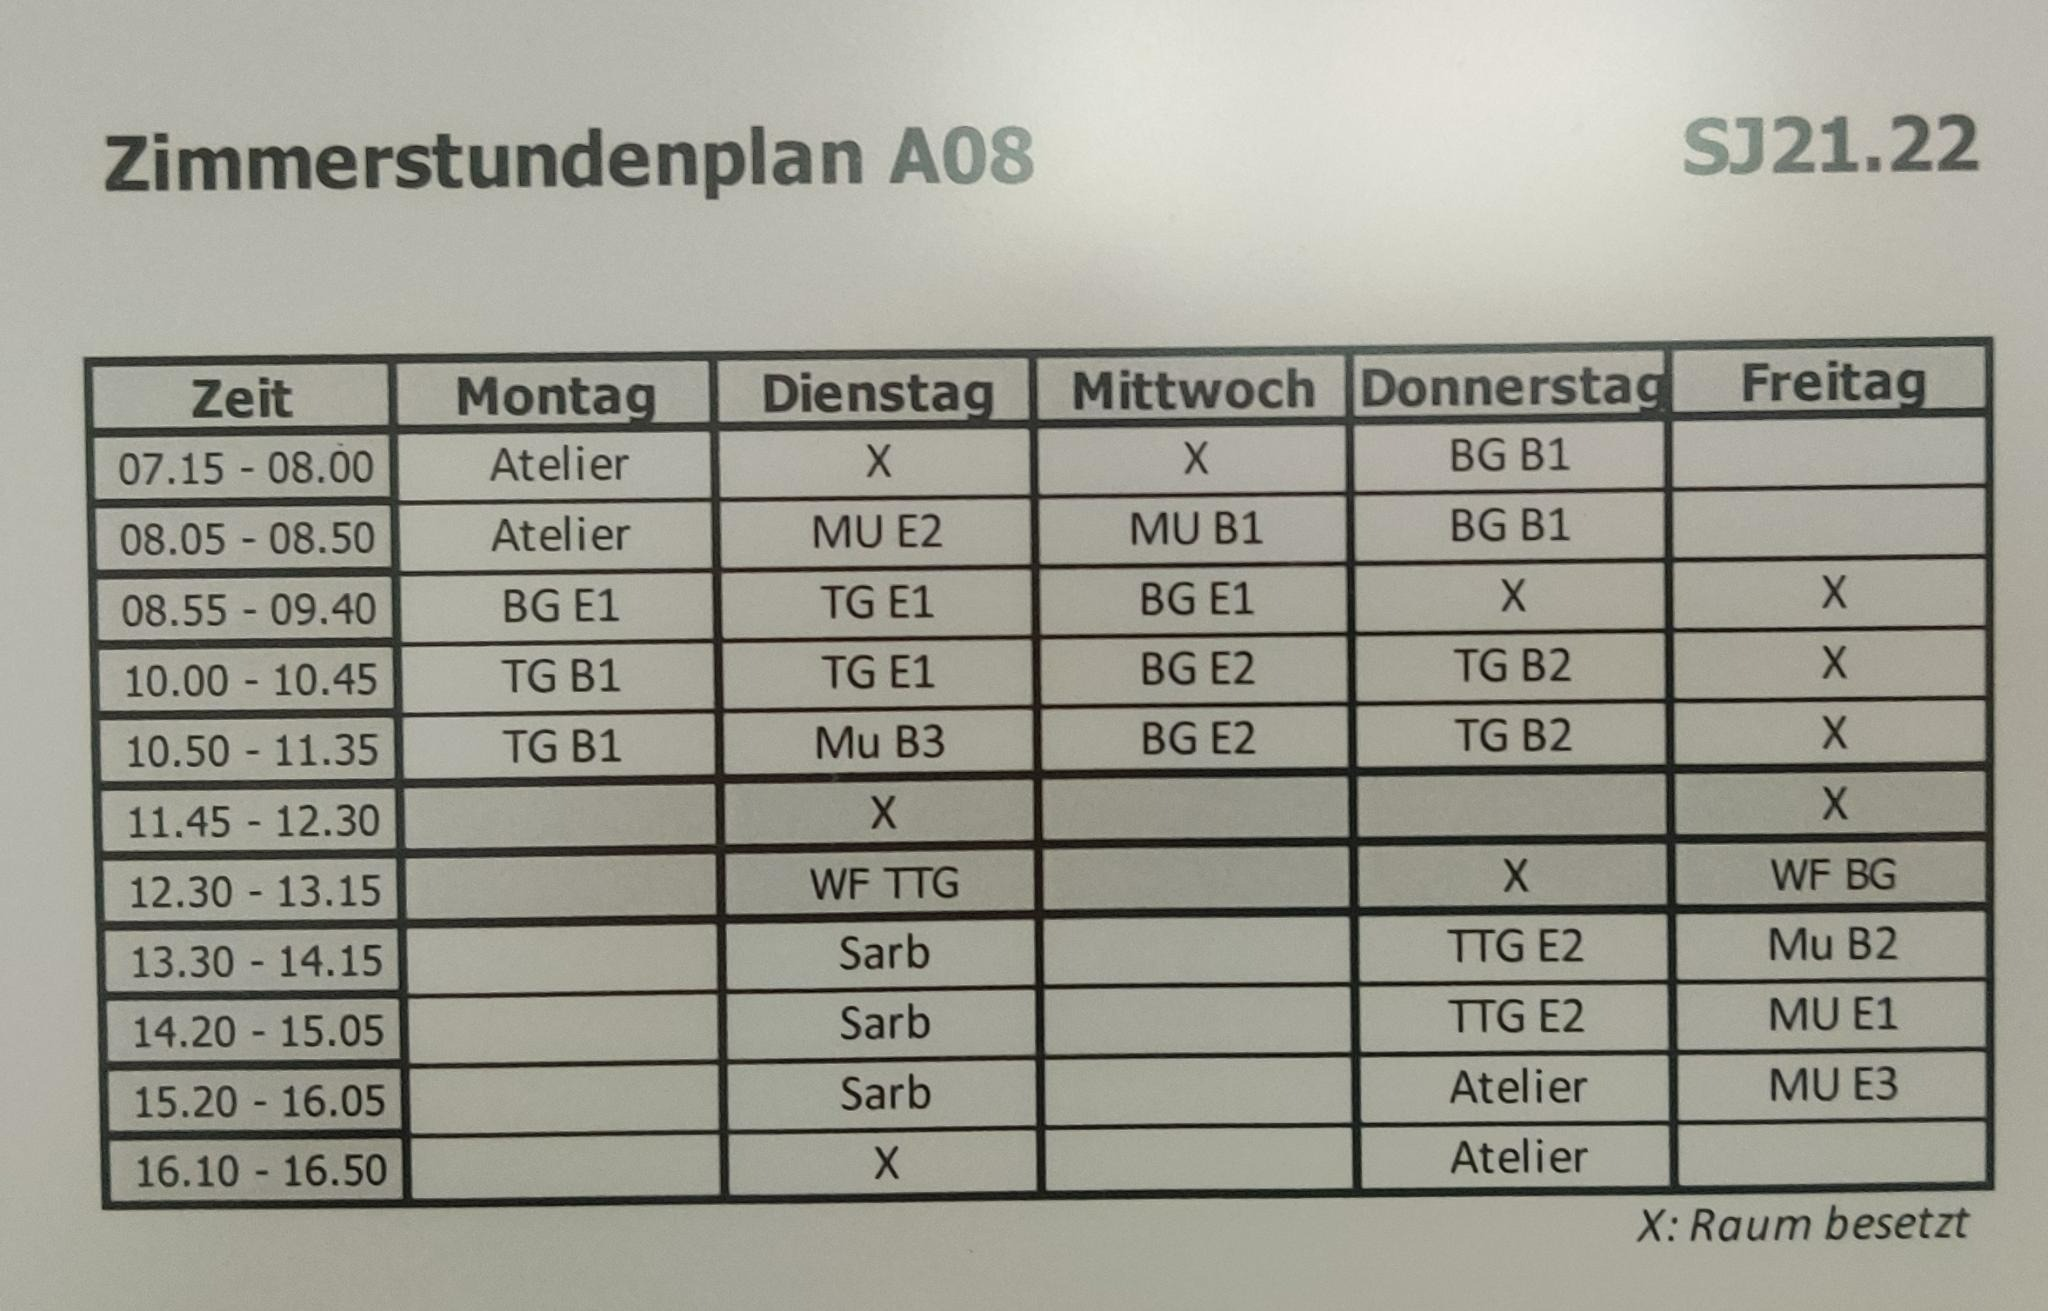 Zimmerstundenplan A08 SJ21.22
Zeit Montag Dienstag Mittwoch Donnerstag Freitag
07.15 - 08.00 Atelier X X BG B1
08.05 - 08.50 Atelier MU E2 MU B1 BG B1
08.55 - 09.40 BG E1 TG E1 BG E1 X X
10.00 - 10.45 TG B1 TG E1 BG E2 TG B2 X
10.50 - 11.35 TG B1 Mu B3 BG E2 TG B2 X
11.45 - 12.30 X X
12.30 - 13.15 WF TTG X WF BG
13.30 - 14.15 Sarb TTG E2 Mu B2
14.20 - 15.05 Sarb TTG E2 MU E1
15.20 - 16.05 Sarb Atelier MU E3
16.10 - 16.50 X Atelier
X: Raum besetzt